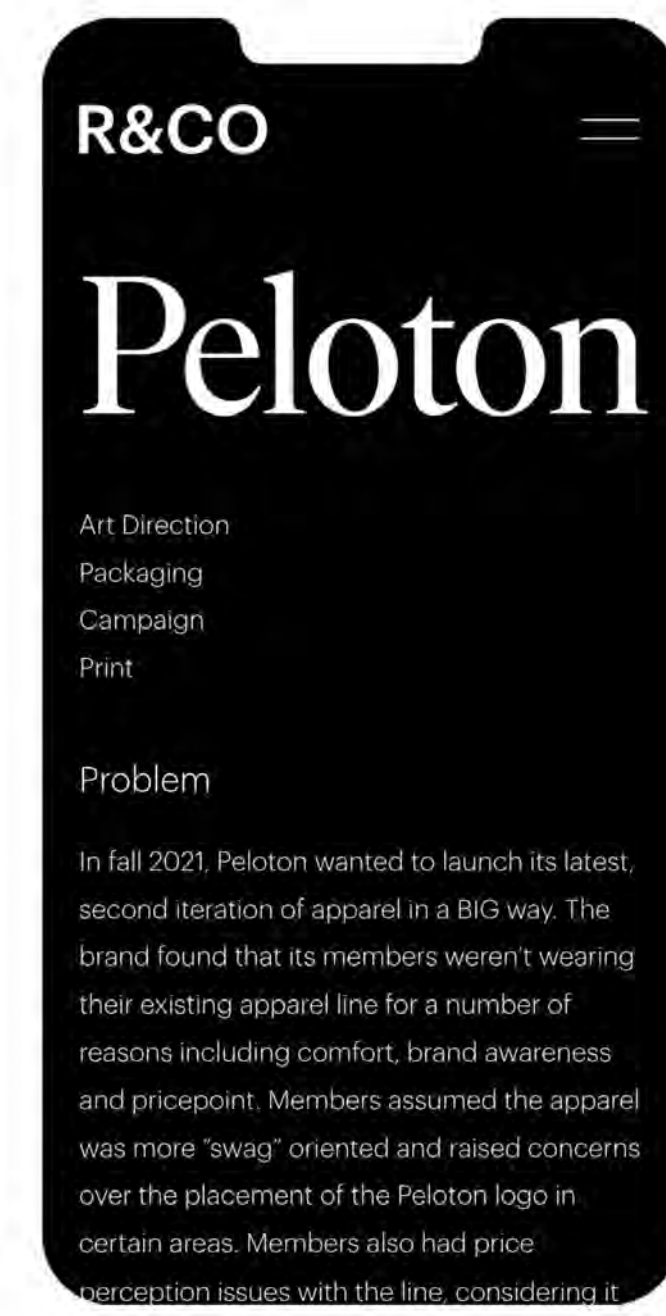 R&CO
Peloton
Art Direction
Packaging
Campaign
Print
Problem
In fall 2021, Peloton wanted to launch its latest,
second iteration of apparel in a BIG way. The
brand found that its members weren't wearing
their existing apparel line for a number of
reasons including comfort, brand awareness
and pricepoint. Members assumed the apparel
was more "swag" oriented and raised concerns
over the placement of the Peloton logo in
certain areas. Members also had price
perception issues with the line, considering it